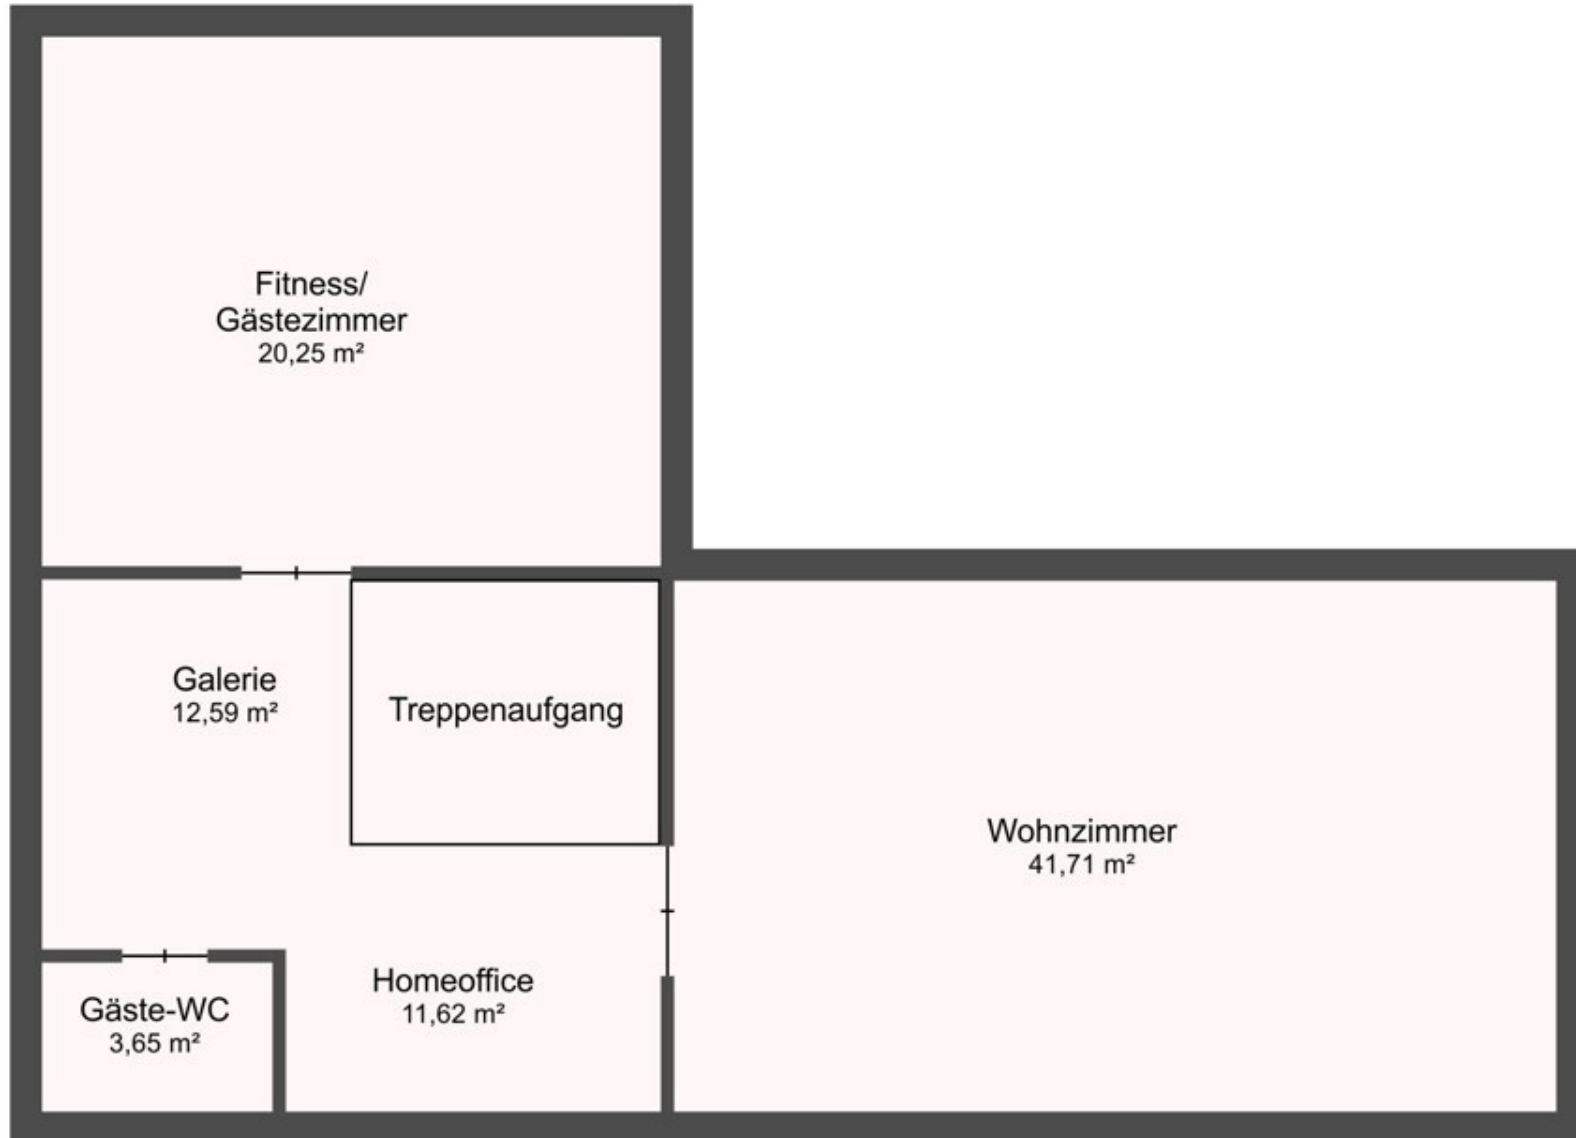 Fitness/
Gästezimmer
20,25 m²
Galerie
12,59 m²
Treppenaufgang
Wohnzimmer
41,71 m²
Homeoffice
11,62 m²
Gäste-WC
3,65 m²